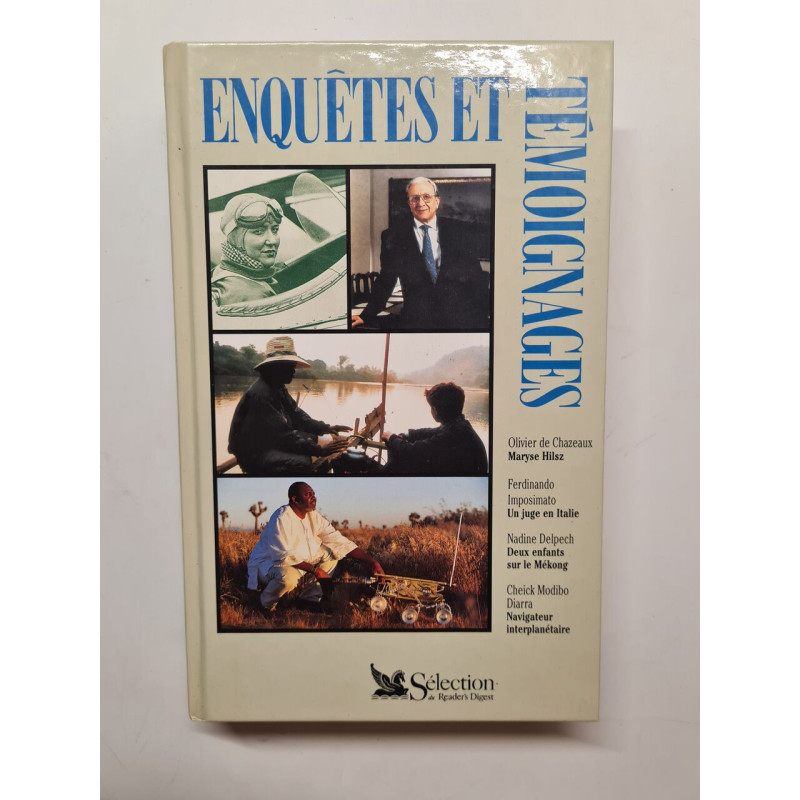 ENQUÊTES ET
TÉMOIGNAGES
Olivier de Chazeaux
Maryse Hilsz
Ferdinando
Imposimato
Un juge en Italie
Nadine Delpech
Deux enfants
sur le Mékong
Cheick Modibo
Diarra
Navigateur
interplanétaire
Sélection
du Reader's Digest